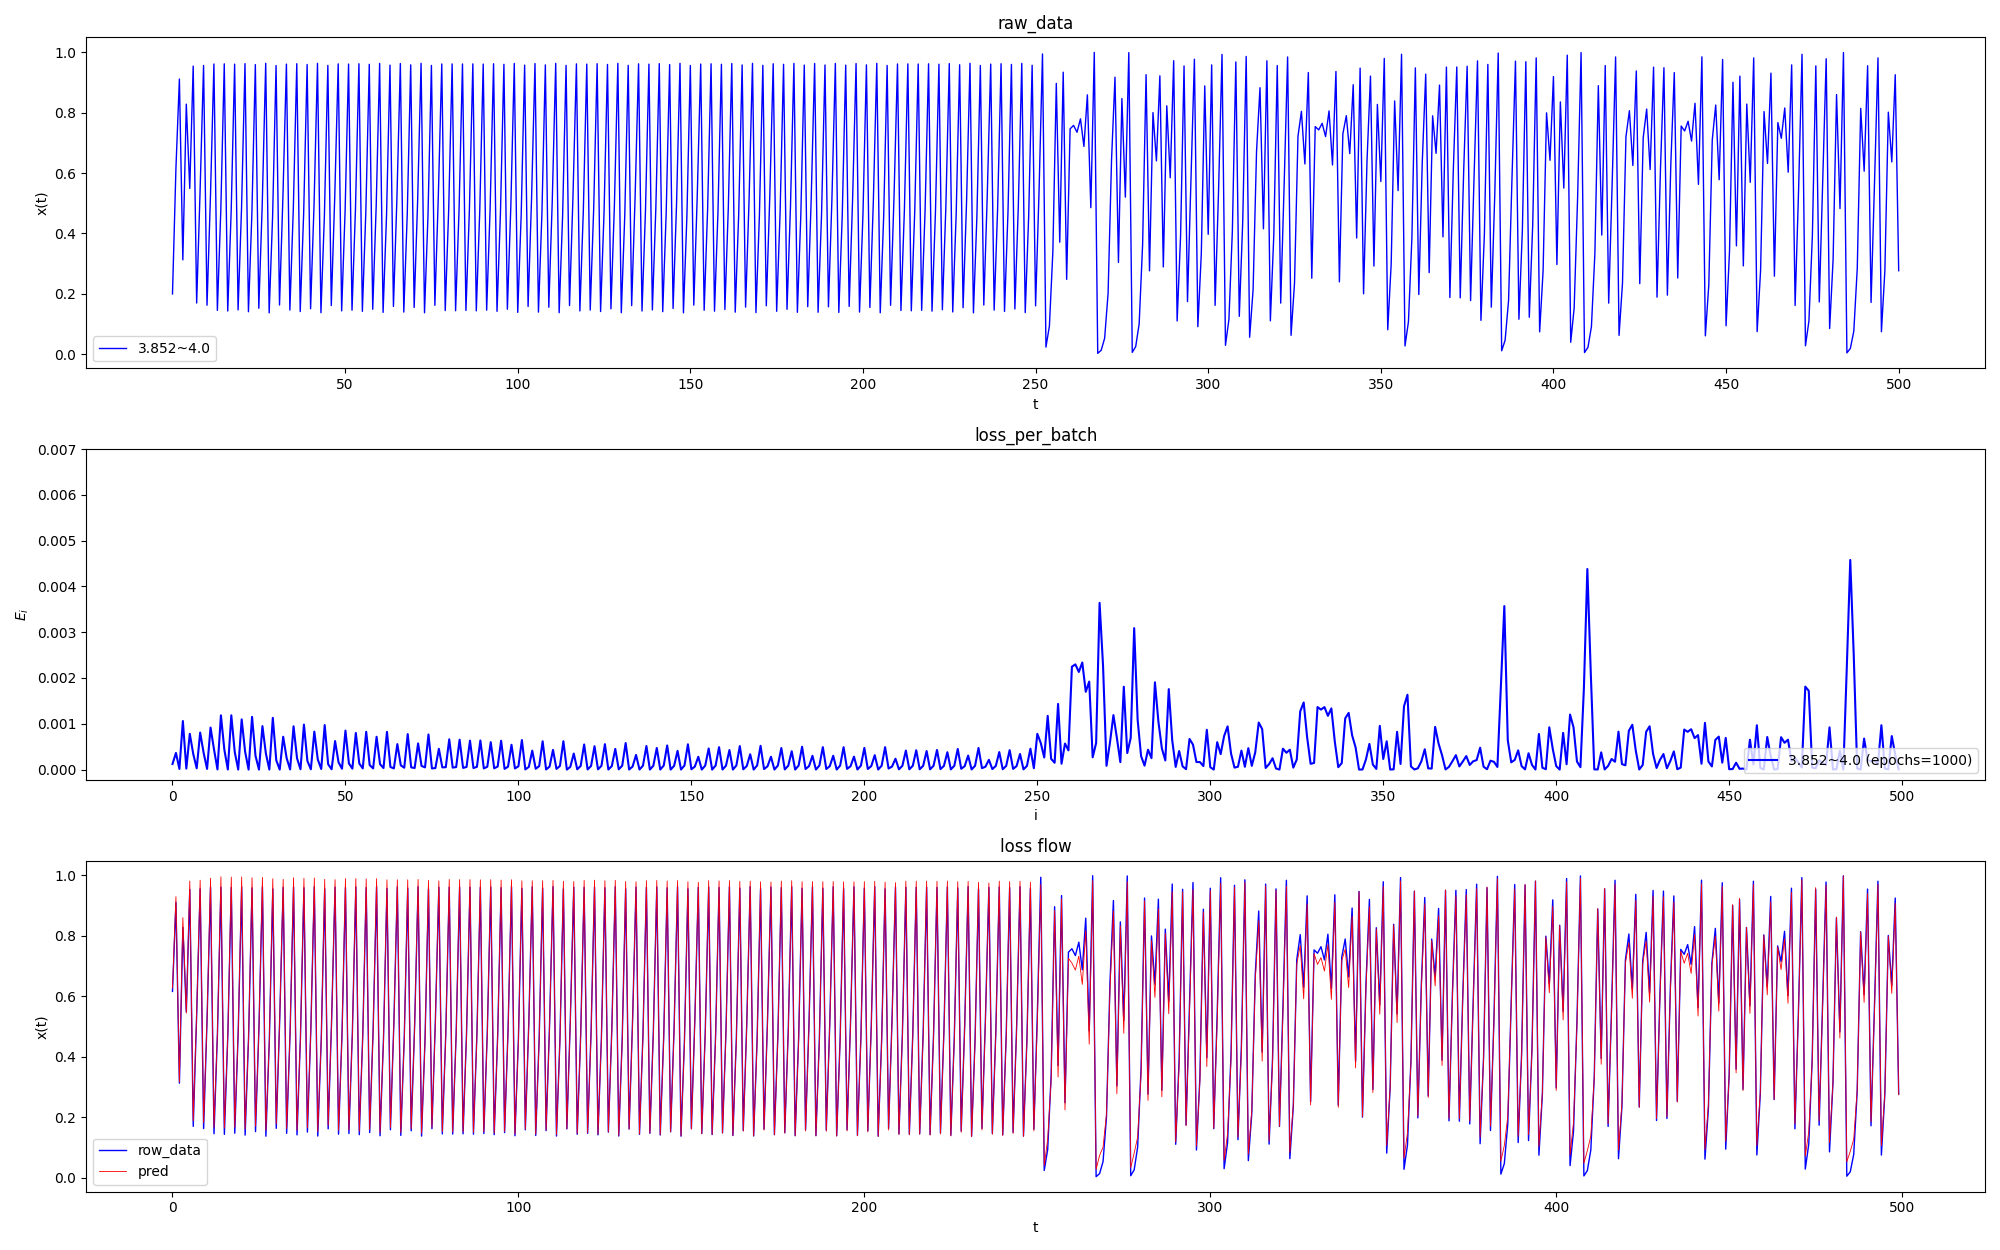 raw_data
x(t)
1.0
0.8
0.6
0.4
0.2
0.0
3.852~4.0
50 100 150 200 250 300 350 400 450 500
t
loss_per_batch
E_i
0.007
0.006
0.005
0.004
0.003
0.002
0.001
0.000
3.852~4.0 (epochs=1000)
0 50 100 150 200 250 300 350 400 450 500
i
loss flow
x(t)
1.0
0.8
0.6
0.4
0.2
0.0
row_data
pred
0 100 200 300 400 500
t